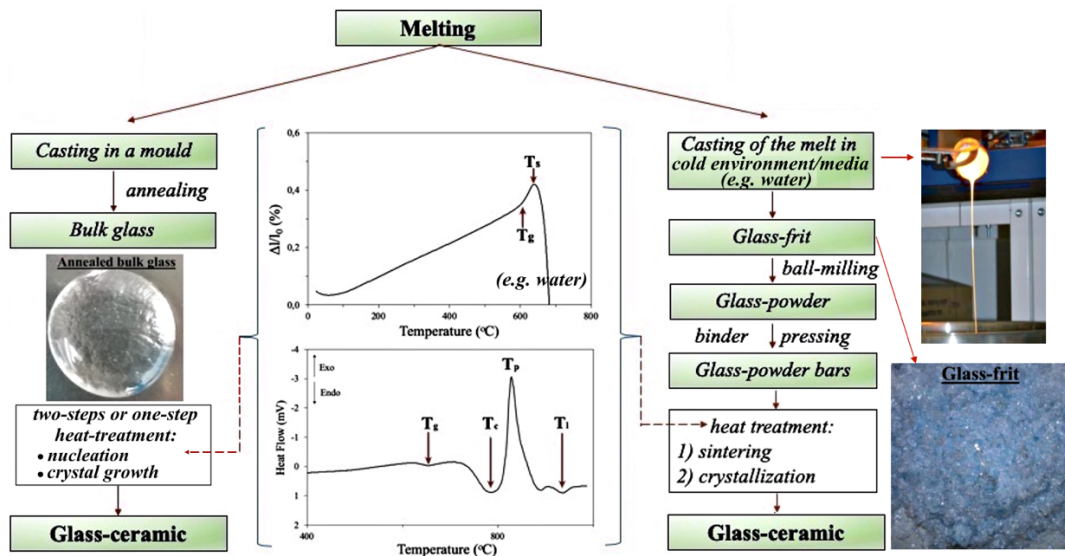 Melting
Casting in a mould
annealing
Bulk glass
Annealed bulk glass
two-steps or one-step
heat-treatment:
• nucleation
• crystal growth
Glass-ceramic
0,6
0,4
0,2
0,0
Δl/l0 (%)
Ts
Tg
(e.g. water)
0
200
400
600
800
Temperature (°C)
-4
-3
-2
-1
0
1
2
Heat Flow (mV)
Exo
Endo
Tg
Tc
Tp
Tl
400
800
Temperature (°C)
Casting of the melt in
cold environment/media
(e.g. water)
Glass-frit
ball-milling
Glass-powder
binder pressing
Glass-powder bars
heat treatment:
1) sintering
2) crystallization
Glass-ceramic
Glass-frit